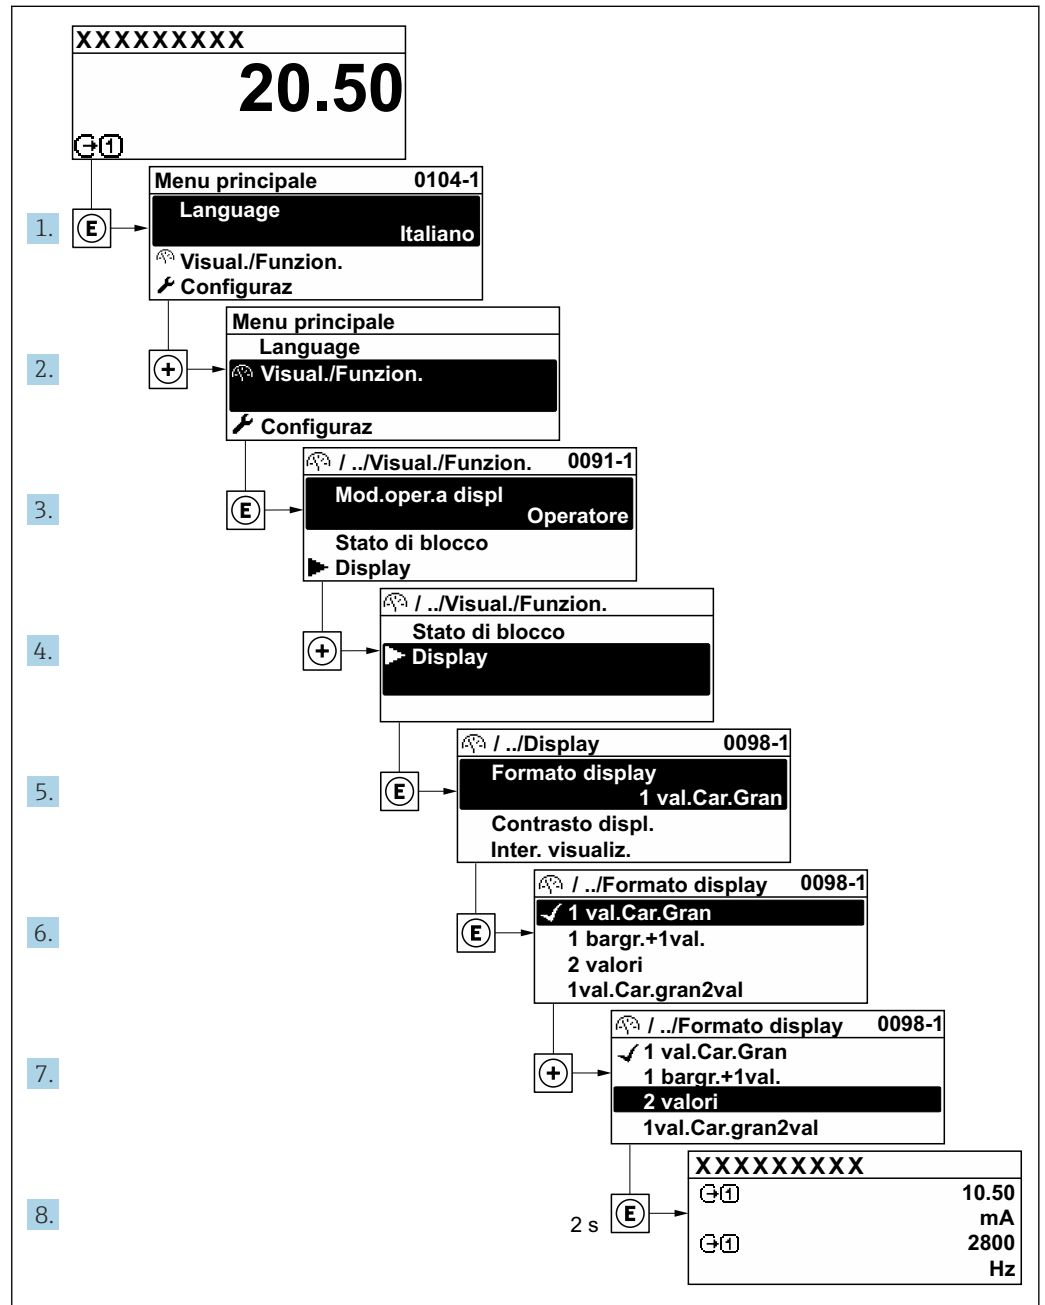 XXXXXXXXX
20.50
1
Menu principale 0104-1
Language
1. E
Italiano
Visual./Funzion.
Configuraz
Menu principale
Language
2. + Visual./Funzion.
Configuraz
/ ../Visual./Funzion. 0091-1
Mod.oper.a displ
3. E
Operatore
Stato di blocco
Display
/ ../Visual./Funzion.
Stato di blocco
4. + Display
/ ../Display 0098-1
Formato display
5. E 1 val.Car.Gran
Contrasto displ.
Inter. visualiz.
/ ../Formato display 0098-1
1 val.Car.Gran
6. E 1 bargr.+1val.
2 valori
1val.Car.gran2val
/ ../Formato display 0098-1
1 val.Car.Gran
7. + 1 bargr.+1val.
2 valori
1val.Car.gran2val
XXXXXXXXX
1 10.50
8. 2 s E mA
1 2800
Hz